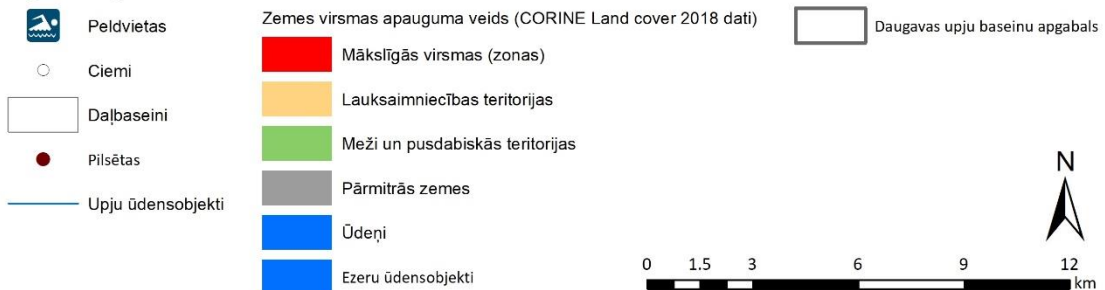 Peldvietas
Ciemi
Daļbaseini
Pilsētas
Upju ūdensobjekti
Zemes virsmas apauguma veids (CORINE Land cover 2018 dati)
Mākslīgās virsmas (zonas)
Lauksaimniecības teritorijas
Meži un pusdabiskās teritorijas
Pārmitrās zemes
Ūdeņi
Ezeru ūdensobjekti
Daugavas upju baseinu apgabals
N
0 1.5 3 6 9 12
km